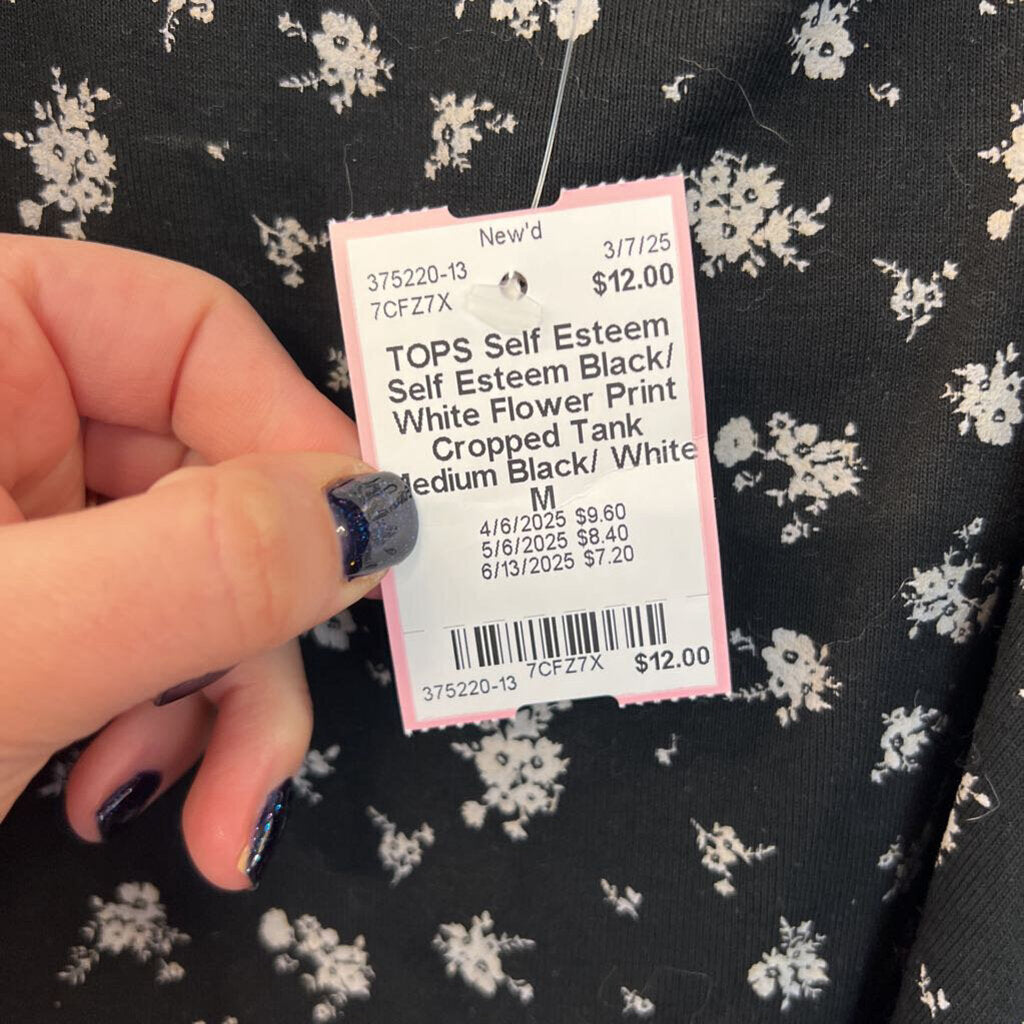 New'd
375220-13 3/7/25
7CFZ7X $12.00
TOPS Self Esteem
Self Esteem Black/
White Flower Print
Cropped Tank
Medium Black/ White
M
4/6/2025 $9.60
5/6/2025 $8.40
6/13/2025 $7.20
375220-13 7CFZ7X $12.00